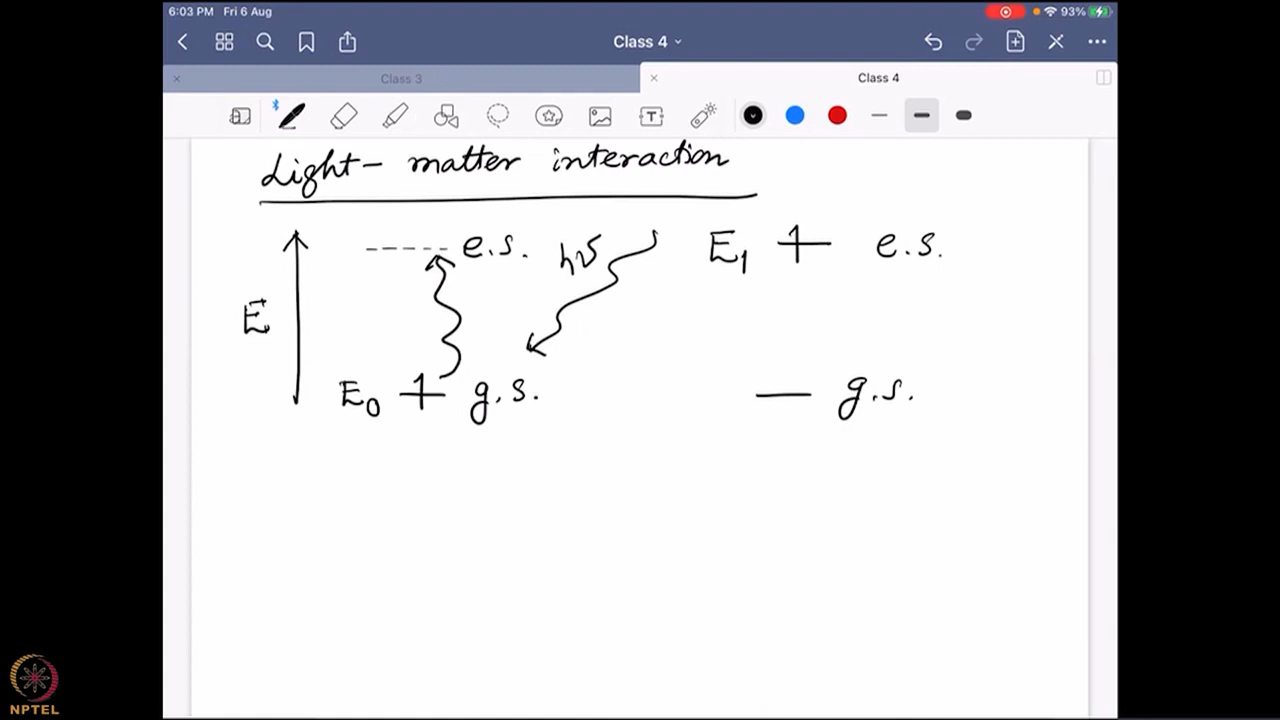 6:03 PM Fri 6 Aug 93%
Class 4
Class 3 Class 4
T
Light-matter interaction
e.s. hν E₁ e.s.
E
E₀ g.s. g.s.
NPTEL